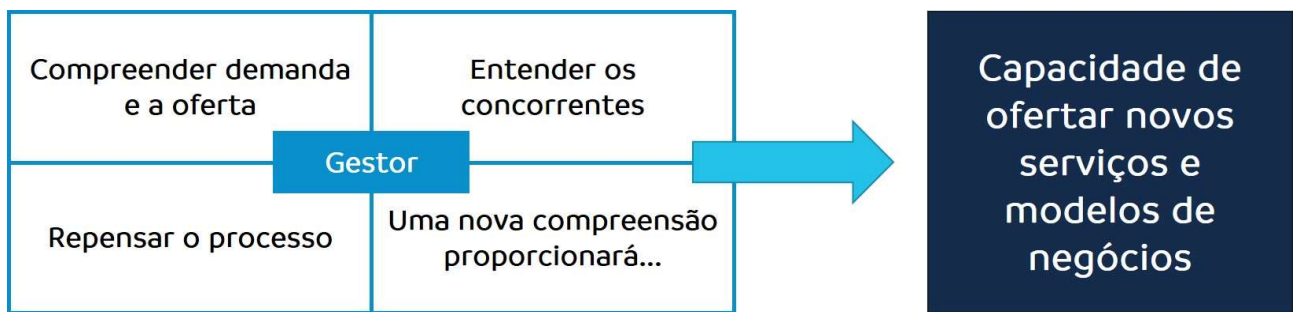 Compreender demanda
e a oferta
Entender os
concorrentes
Gestor
Repensar o processo
Uma nova compreensão
proporcionará...
Capacidade de
ofertar novos
serviços e
modelos de
negócios